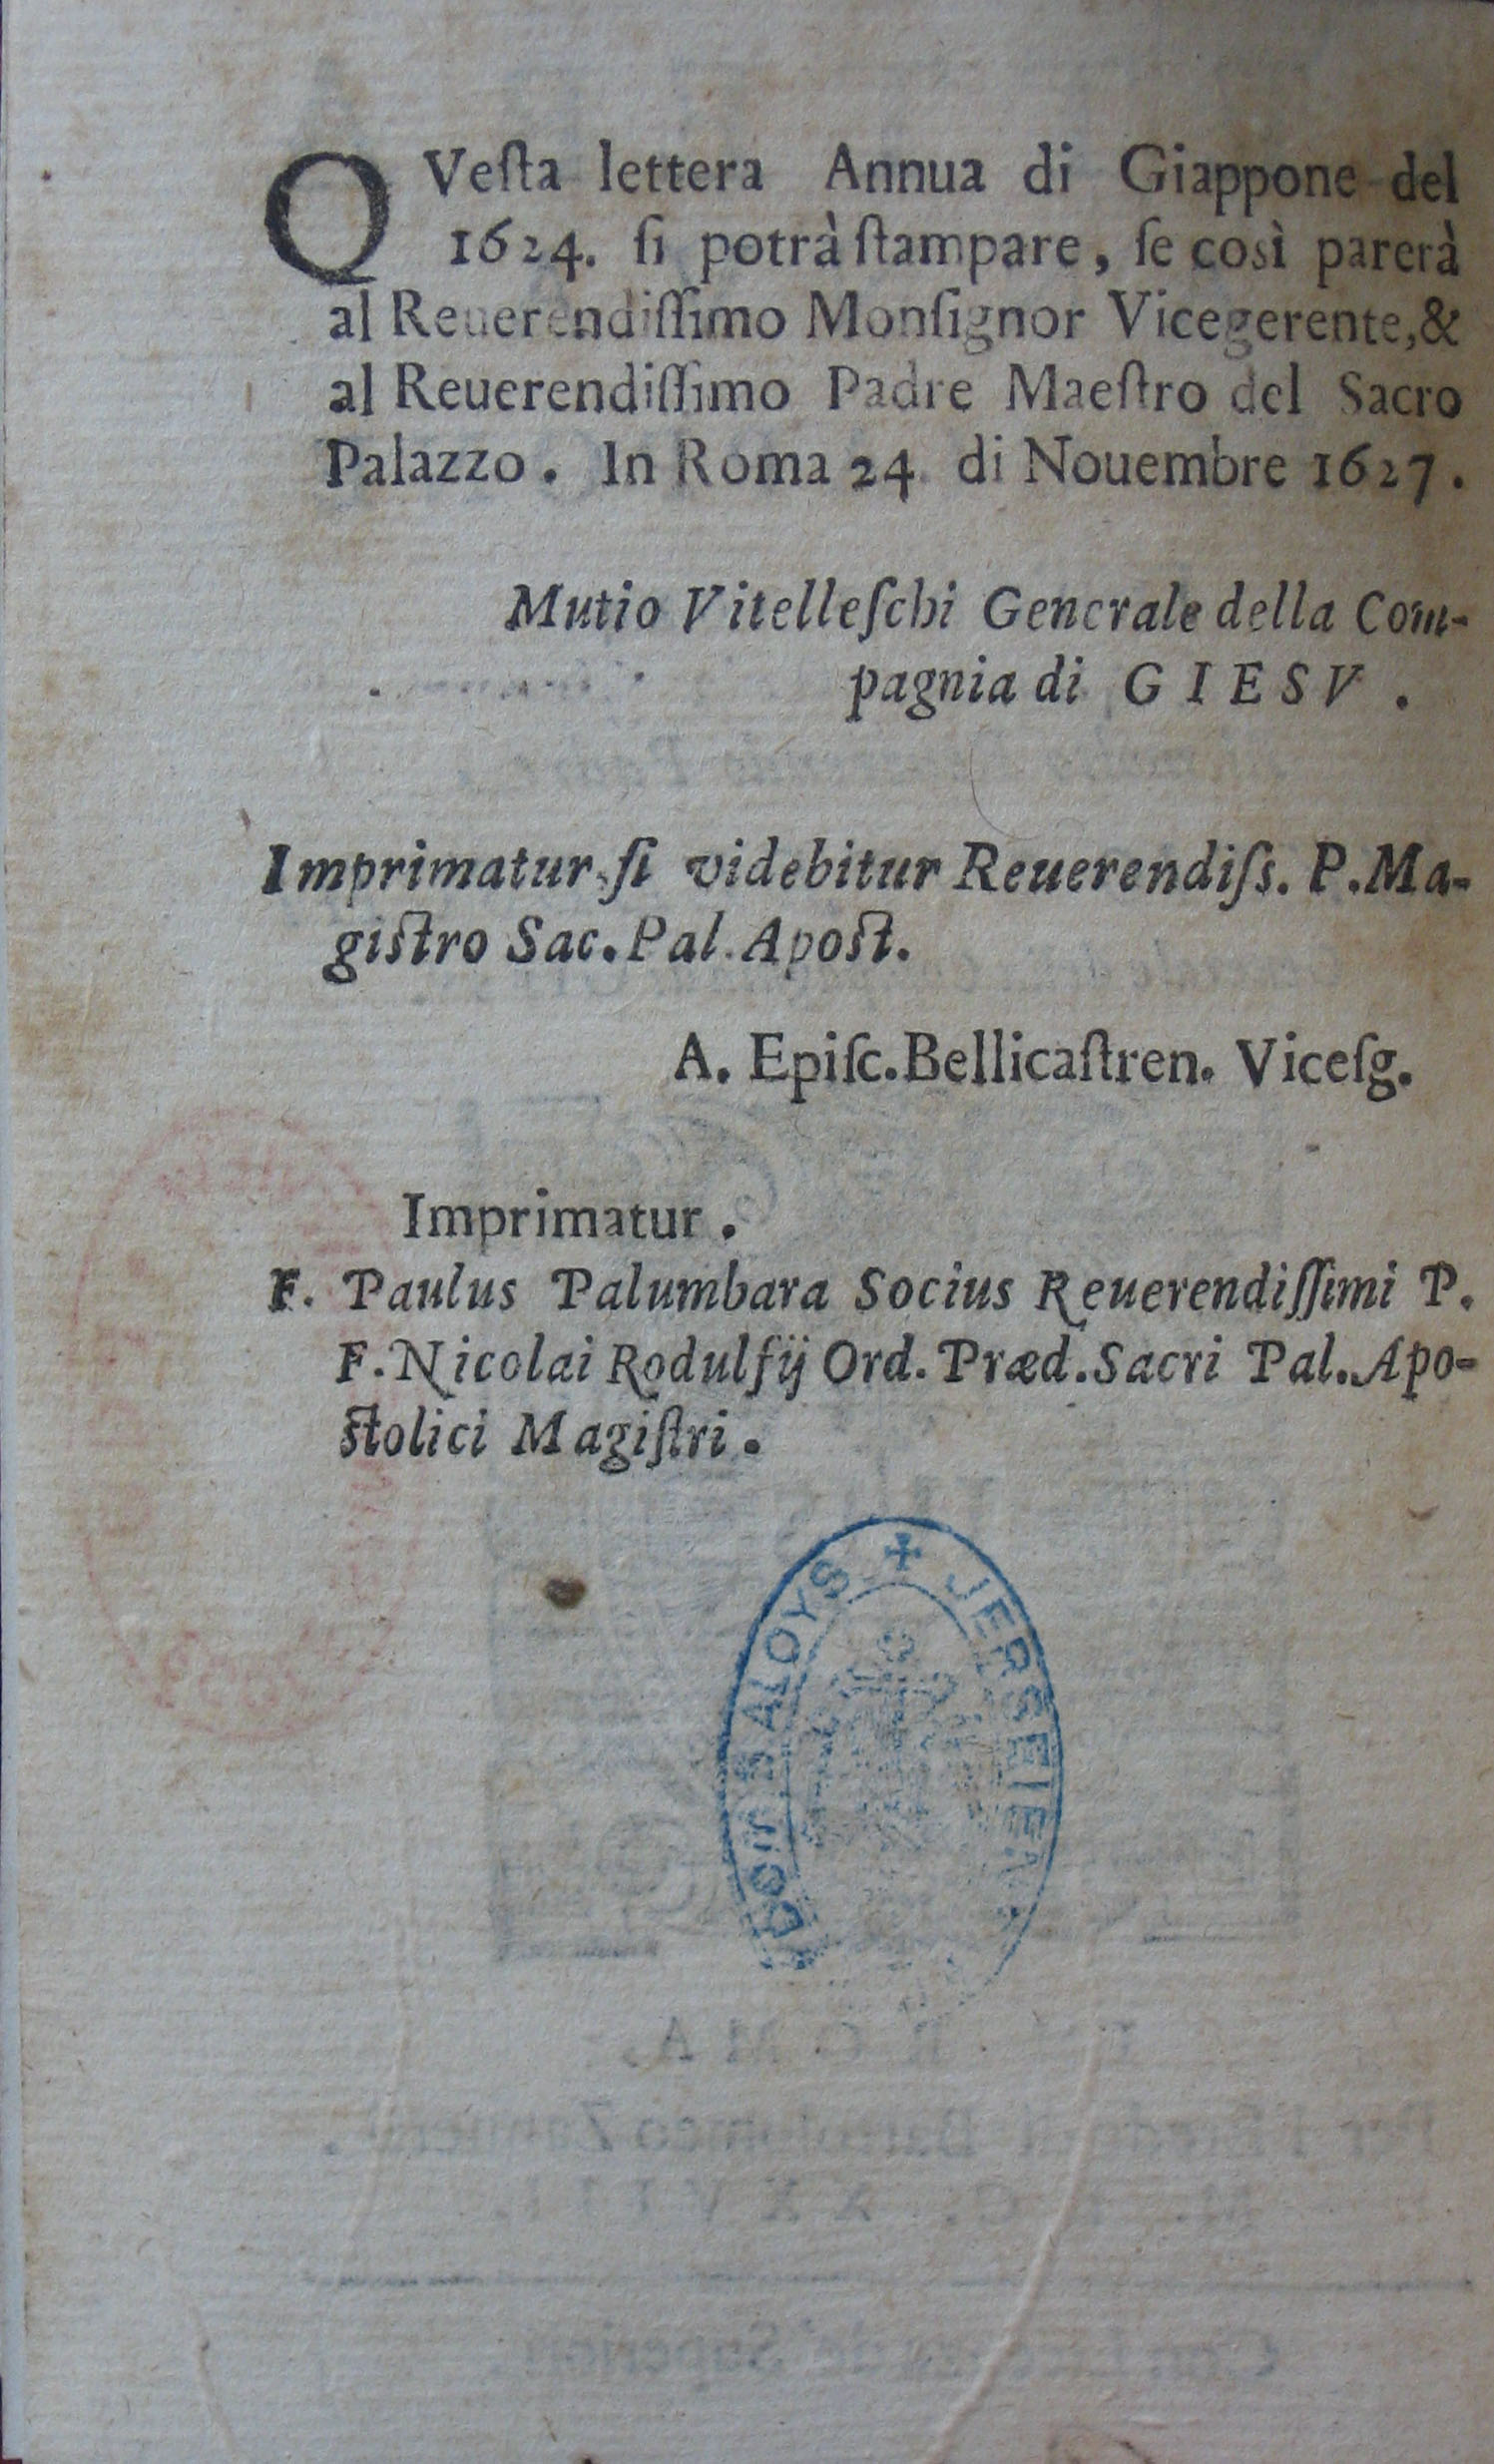 QVeſta lettera Annua di Giappone del
1624. ſi potrà ſtampare, ſe così parerà
al Reuerendiſſimo Monſignor Vicegerente,&
al Reuerendiſſimo Padre Maeſtro del Sacro
Palazzo. In Roma 24. di Nouembre 1627.
Mutio Vitelleſchi Generale della Com-
pagnia di GIESV.
Imprimatur, ſi videbitur Reuerendiſs. P. Ma-
giſtro Sac. Pal. Apoſt.
A. Epiſc. Bellicaſtren. Viceſg.
Imprimatur.
F. Paulus Palumbara Socius Reuerendiſſimi P.
F. Nicolai Rodulfij Ord. Præd. Sacri Pal. Apo-
ſtolici Magiſtri.
S ALOYS + JERSEIEN.